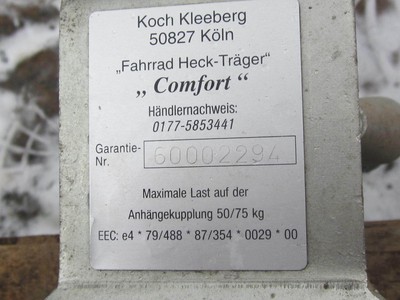 Koch Kleeberg
50827 Köln
„Fahrrad Heck-Träger“
„Comfort“
Händlernachweis:
0177-5853441
Garantie-
Nr. 60002294
Maximale Last auf der
Anhängekupplung 50/75 kg
EEC: e4 * 79/488 * 87/354 * 0029 * 00